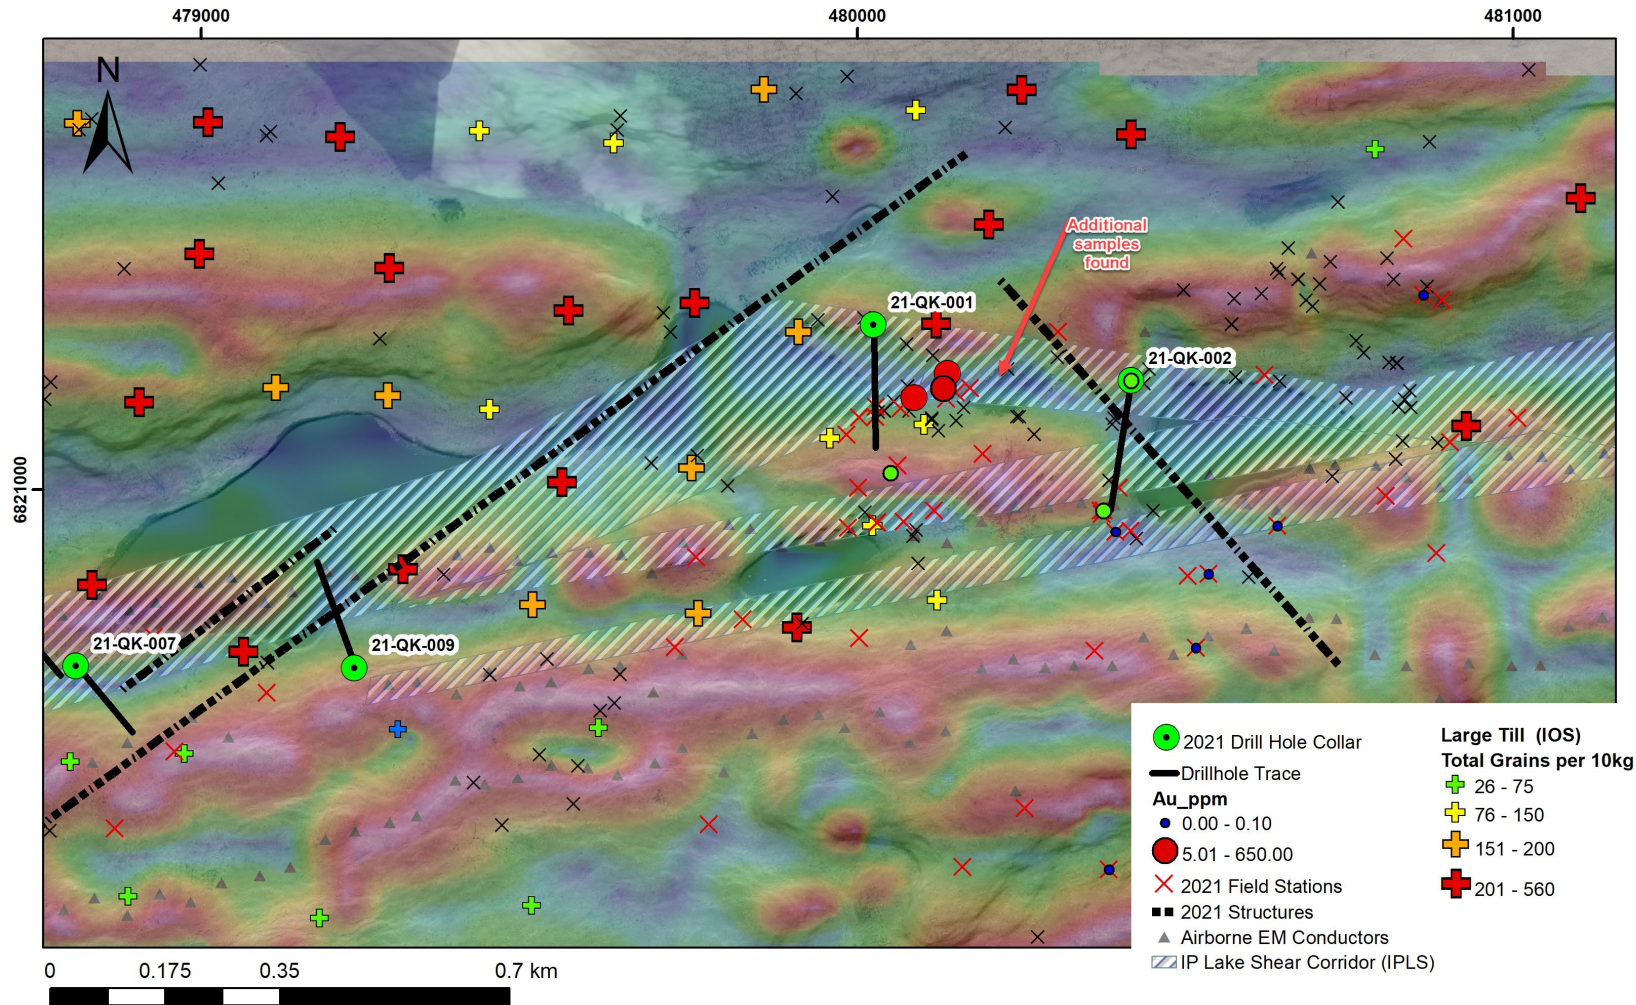 479000
480000
481000
N
Additional
samples
found
21-QK-001
21-QK-002
6821000
21-QK-007
21-QK-009
2021 Drill Hole Collar
Drillhole Trace
Au_ppm
0.00 - 0.10
5.01 - 650.00
2021 Field Stations
2021 Structures
Airborne EM Conductors
IP Lake Shear Corridor (IPLS)
Large Till (IOS)
Total Grains per 10kg
26 - 75
76 - 150
151 - 200
201 - 560
0 0.175 0.35 0.7 km